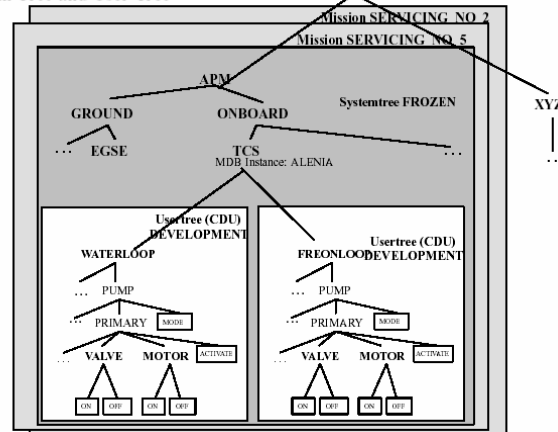 Mission SERVICING NO 2
Mission SERVICING NO. 5
APM
Systemtree FROZEN
XYZ
GROUND ONBOARD
... EGSE TCS ... ...
MDB Instance: ALENIA
Usertree (CDU)
DEVELOPMENT
WATERLOOP
... PUMP
... PRIMARY MODE
... VALVE MOTOR ACTIVATE
ON OFF ON OFF
Usertree (CDU)
FREONLOOP DEVELOPMENT
... PUMP
... PRIMARY MODE
... VALVE MOTOR ACTIVATE
ON OFF ON OFF